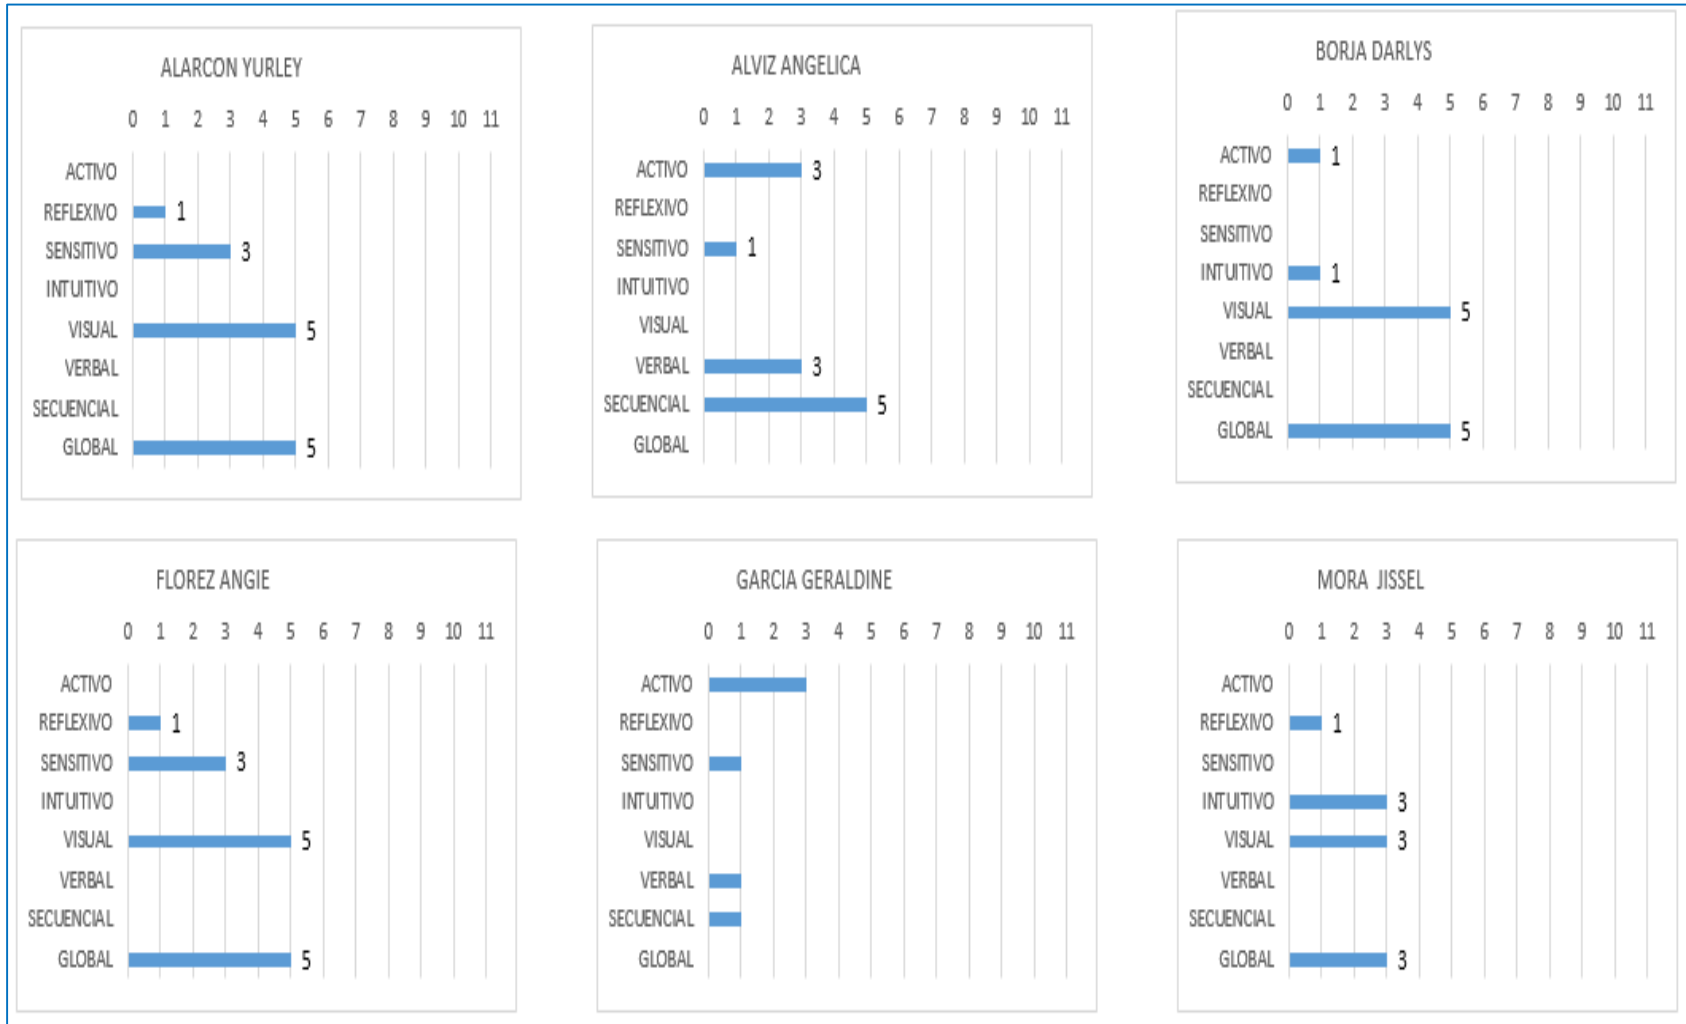 ALARCON YURLEY
0 1 2 3 4 5 6 7 8 9 10 11
ACTIVO
REFLEXIVO 1
SENSITIVO 3
INTUITIVO
VISUAL 5
VERBAL
SECUENCIAL
GLOBAL 5
ALVIZ ANGELICA
0 1 2 3 4 5 6 7 8 9 10 11
ACTIVO 3
REFLEXIVO
SENSITIVO 1
INTUITIVO
VISUAL
VERBAL 3
SECUENCIAL 5
GLOBAL
BORJA DARLYS
0 1 2 3 4 5 6 7 8 9 10 11
ACTIVO 1
REFLEXIVO
SENSITIVO
INTUITIVO 1
VISUAL 5
VERBAL
SECUENCIAL
GLOBAL 5
FLOREZ ANGIE
0 1 2 3 4 5 6 7 8 9 10 11
ACTIVO
REFLEXIVO 1
SENSITIVO 3
INTUITIVO
VISUAL 5
VERBAL
SECUENCIAL
GLOBAL 5
GARCIA GERALDINE
0 1 2 3 4 5 6 7 8 9 10 11
ACTIVO
REFLEXIVO
SENSITIVO
INTUITIVO
VISUAL
VERBAL
SECUENCIAL
GLOBAL
MORA JISSEL
0 1 2 3 4 5 6 7 8 9 10 11
ACTIVO
REFLEXIVO 1
SENSITIVO
INTUITIVO 3
VISUAL 3
VERBAL
SECUENCIAL
GLOBAL 3